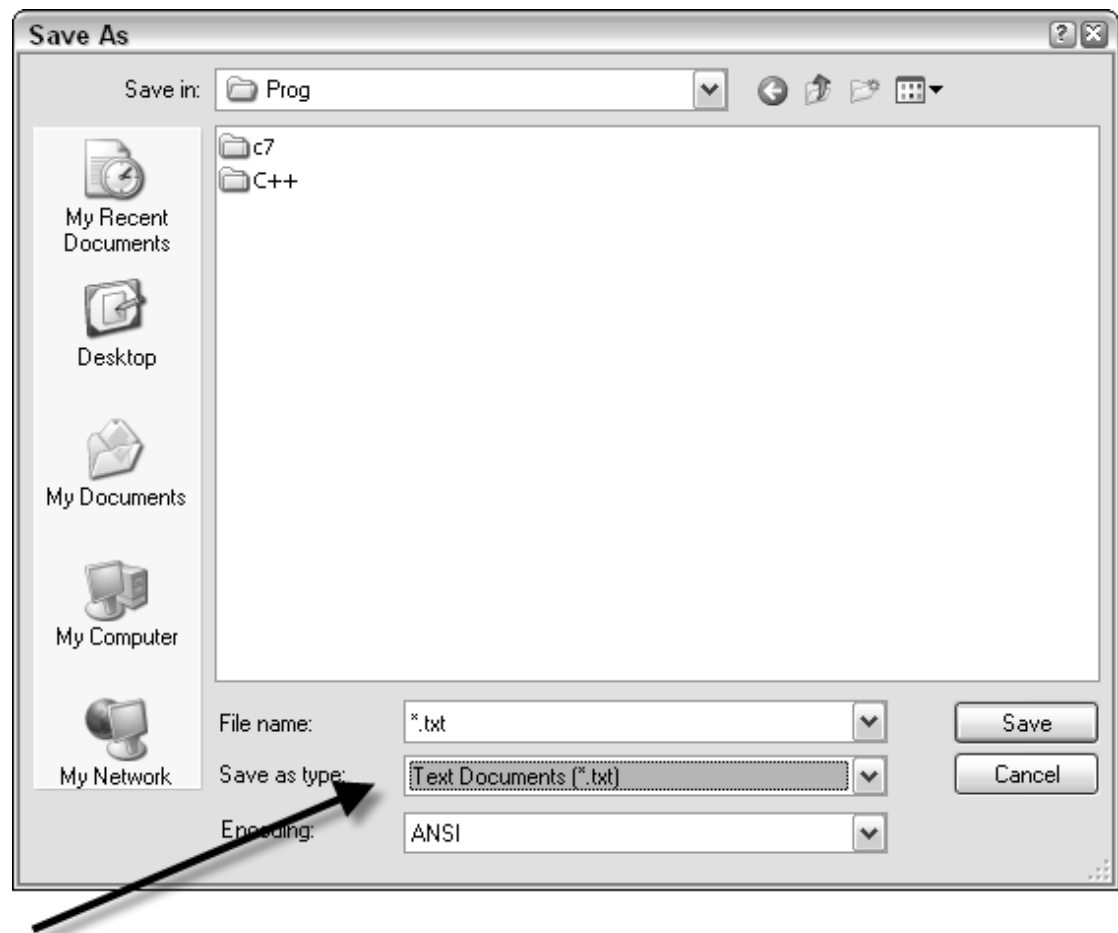 Save As
Save in: Prog
c7
C++
My Recent
Documents
Desktop
My Documents
My Computer
My Network
File name: *.txt
Save
Save as type: Text Documents (*.txt)
Cancel
Encoding: ANSI